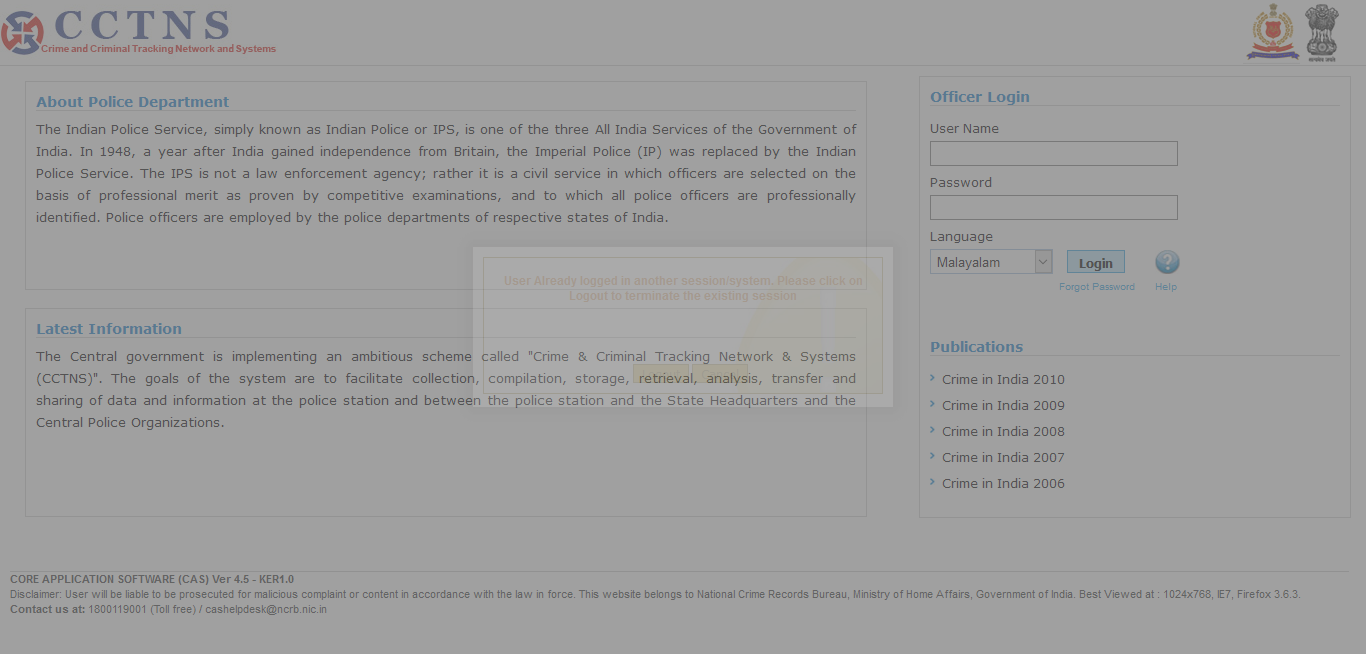 CCTNS
Crime and Criminal Tracking Network and Systems
About Police Department
The Indian Police Service, simply known as Indian Police or IPS, is one of the three All India Services of the Government of
India. In 1948, a year after India gained independence from Britain, the Imperial Police (IP) was replaced by the Indian
Police Service. The IPS is not a law enforcement agency; rather it is a civil service in which officers are selected on the
basis of professional merit as proven by competitive examinations, and to which all police officers are professionally
identified. Police officers are employed by the police departments of respective states of India.
User Already logged in another session/system. Please click on
Logout to terminate the existing session
Latest Information
The Central government is implementing an ambitious scheme called "Crime & Criminal Tracking Network & Systems
(CCTNS)". The goals of the system are to facilitate collection, compilation, storage, retrieval, analysis, transfer and
sharing of data and information at the police station and between the police station and the State Headquarters and the
Central Police Organizations.
Officer Login
User Name
Password
Language
Malayalam
Login
?
Forgot Password
Help
Publications
Crime in India 2010
Crime in India 2009
Crime in India 2008
Crime in India 2007
Crime in India 2006
CORE APPLICATION SOFTWARE (CAS) Ver 4.5 - KER1.0
Disclaimer: User will be liable to be prosecuted for malicious complaint or content in accordance with the law in force. This website belongs to National Crime Records Bureau, Ministry of Home Affairs, Government of India. Best Viewed at : 1024x768, IE7, Firefox 3.6.3.
Contact us at: 1800119001 (Toll free) / cashelpdesk@ncrb.nic.in